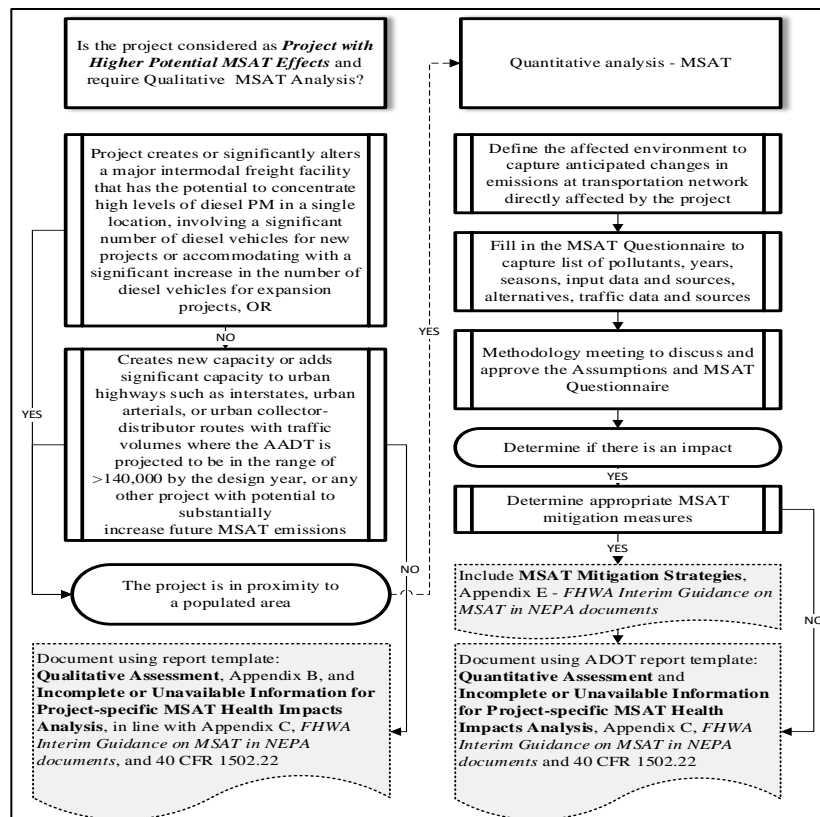 Is the project considered as Project with
Higher Potential MSAT Effects and
require Qualitative MSAT Analysis?
Project creates or significantly alters
a major intermodal freight facility
that has the potential to concentrate
high levels of diesel PM in a single
location, involving a significant
number of diesel vehicles for new
projects or accommodating with a
significant increase in the number of
diesel vehicles for expansion
projects, OR
NO
YES
Creates new capacity or adds
significant capacity to urban
highways such as interstates, urban
arterials, or urban collector-
distributor routes with traffic
volumes where the AADT is
projected to be in the range of
>140,000 by the design year, or any
other project with potential to
substantially
increase future MSAT emissions
NO
The project is in proximity to
a populated area
Document using report template:
Qualitative Assessment, Appendix B, and
Incomplete or Unavailable Information for
Project-specific MSAT Health Impacts
Analysis, in line with Appendix C, FHWA
Interim Guidance on MSAT in NEPA
documents, and 40 CFR 1502.22
YES
Quantitative analysis - MSAT
Define the affected environment to
capture anticipated changes in
emissions at transportation network
directly affected by the project
Fill in the MSAT Questionnaire to
capture list of pollutants, years,
seasons, input data and sources,
alternatives, traffic data and sources
Methodology meeting to discuss and
approve the Assumptions and MSAT
Questionnaire
Determine if there is an impact
YES
Determine appropriate MSAT
mitigation measures
YES
NO
Include MSAT Mitigation Strategies,
Appendix E - FHWA Interim Guidance on
MSAT in NEPA documents
Document using ADOT report template:
Quantitative Assessment and
Incomplete or Unavailable Information
for Project-specific MSAT Health
Impacts Analysis, Appendix C, FHWA
Interim Guidance on MSAT in NEPA
documents and 40 CFR 1502.22